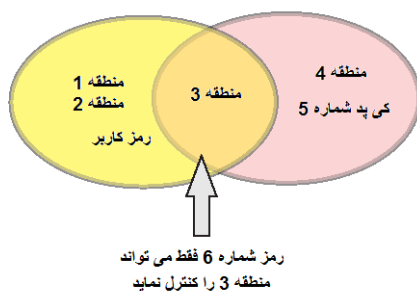 منطقه 4
کی پد شماره 5
منطقه 3
منطقه 1
منطقه 2
رمز کاربر
رمز شماره 6 فقط می تواند
منطقه 3 را کنترل نماید